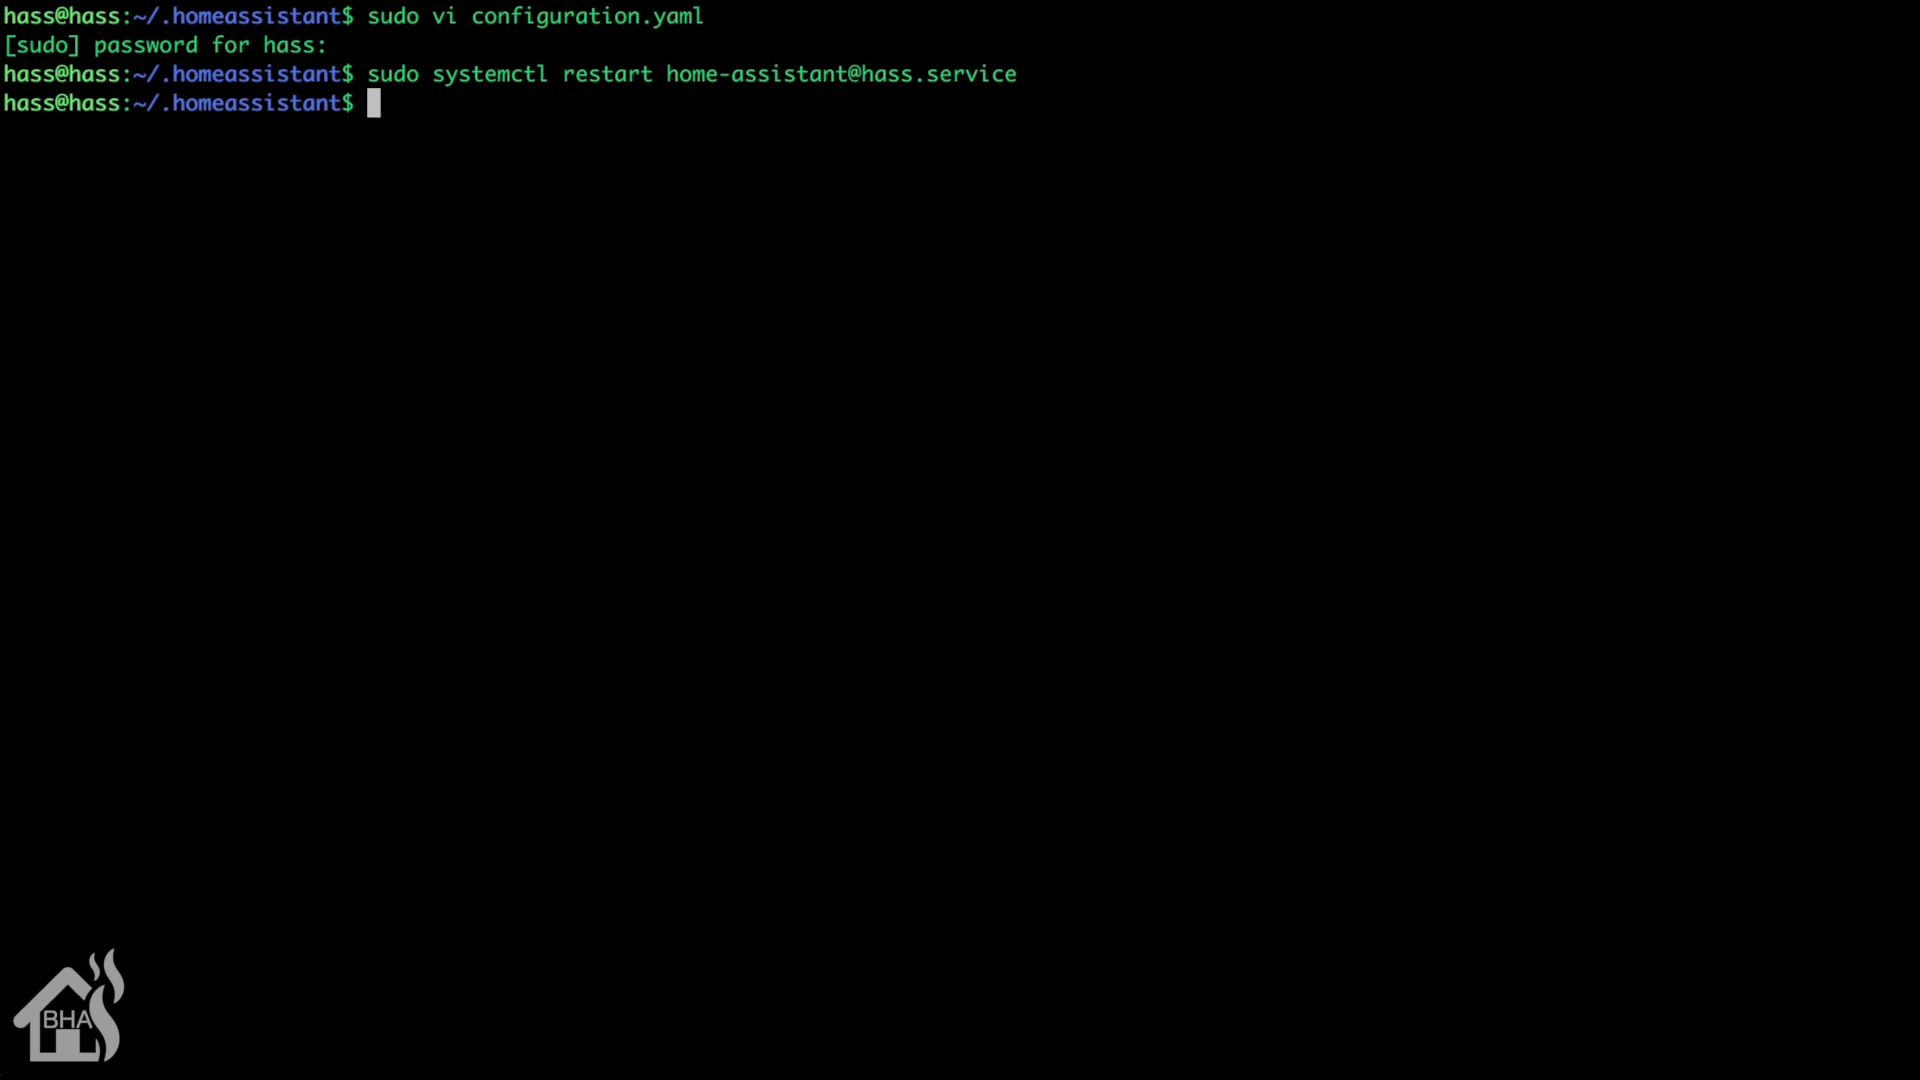 hass@hass:~/.homeassistant$ sudo vi configuration.yaml
[sudo] password for hass:
hass@hass:~/.homeassistant$ sudo systemctl restart home-assistant@hass.service
hass@hass:~/.homeassistant$
BHA